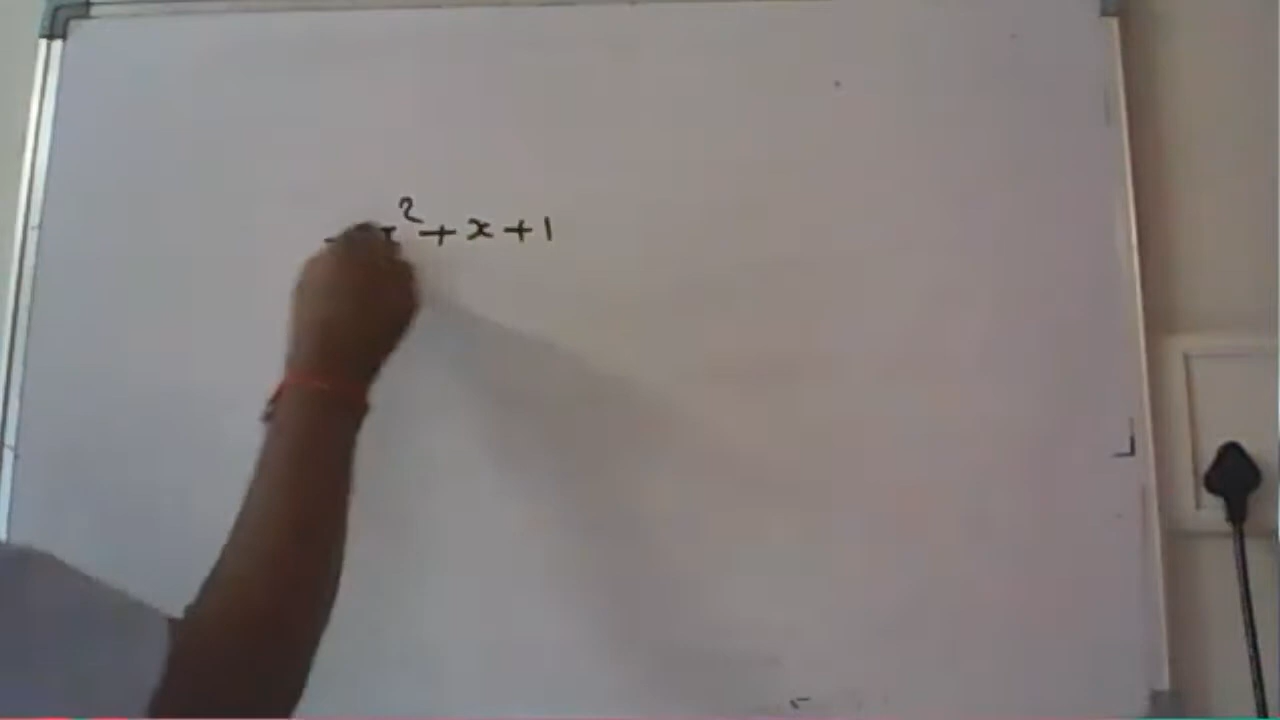 x² + x + 1